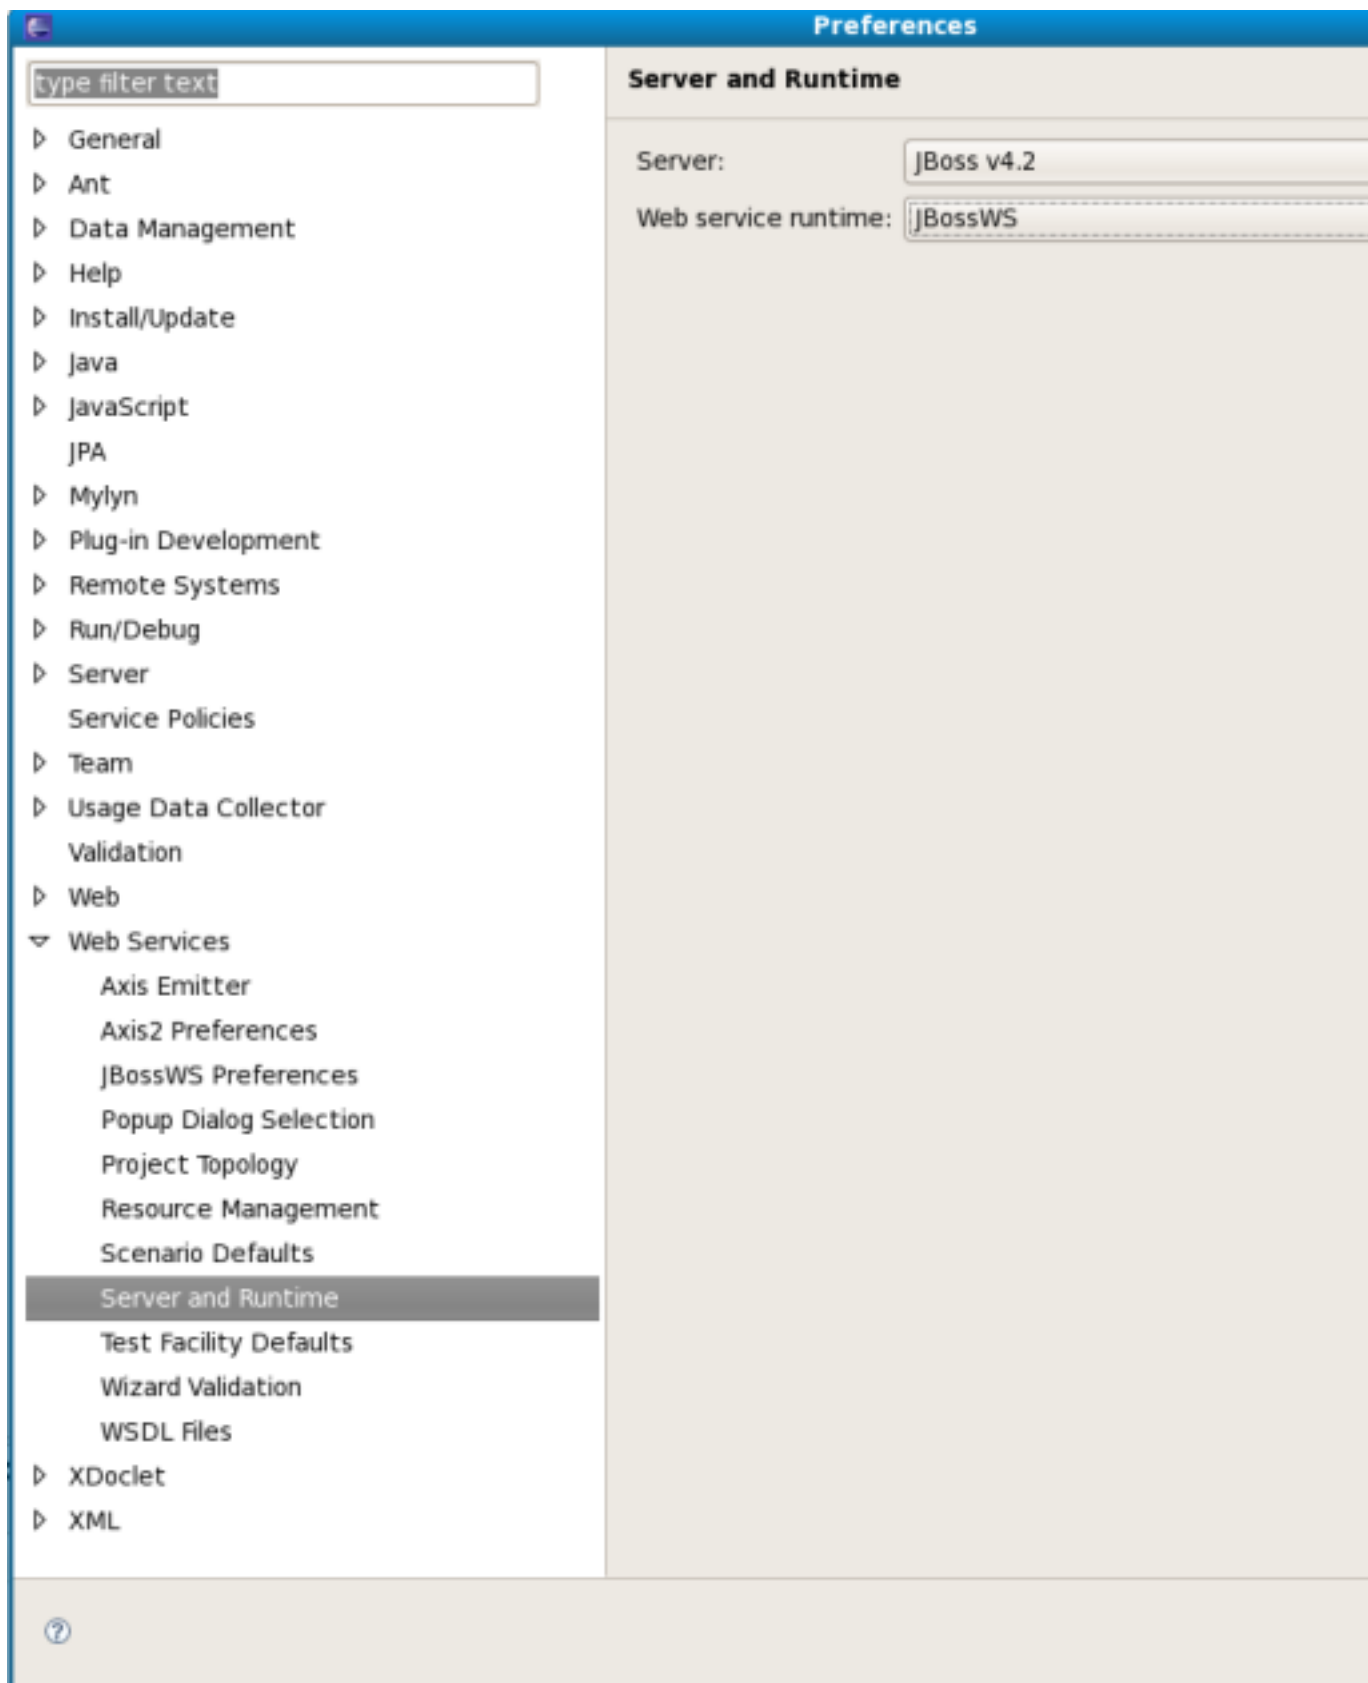 Preferences
type filter text
General
Ant
Data Management
Help
Install/Update
Java
JavaScript
JPA
Mylyn
Plug-in Development
Remote Systems
Run/Debug
Server
Service Policies
Team
Usage Data Collector
Validation
Web
Web Services
Axis Emitter
Axis2 Preferences
JBossWS Preferences
Popup Dialog Selection
Project Topology
Resource Management
Scenario Defaults
Server and Runtime
Test Facility Defaults
Wizard Validation
WSDL Files
XDoclet
XML
Server and Runtime
Server: JBoss v4.2
Web service runtime: JBossWS
?